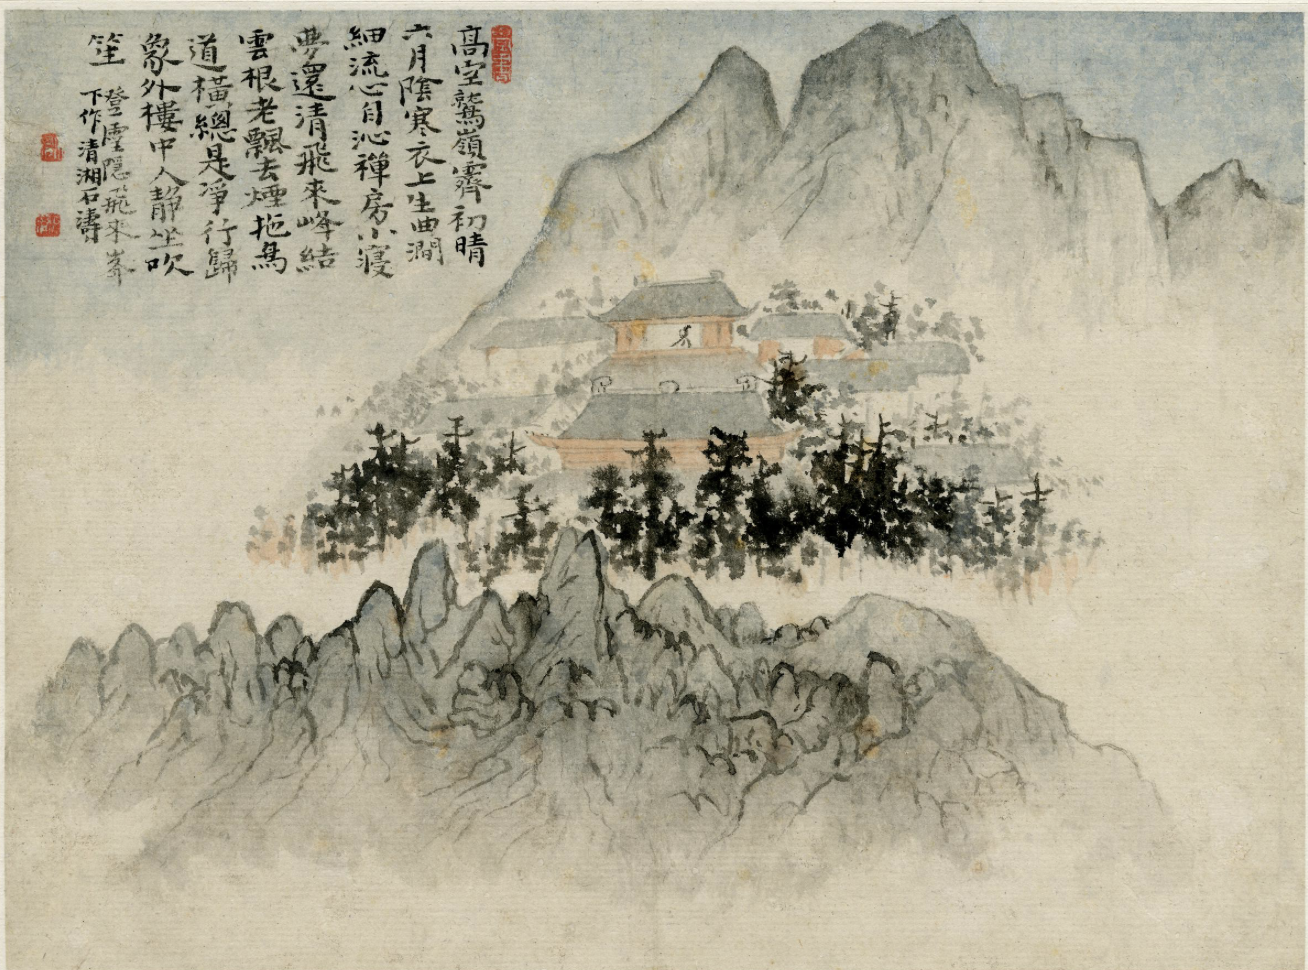 高空鷲嶺霽初晴
六月陰寒衣上生曲澗
細流心自沁禪房小寢
夢還清飛來峰結
雲根老飄去煙拖鳥
道橫總是淨行歸
象外樓中人靜坐吹
笙
登靈隱飛來峯
下作清湘石濤